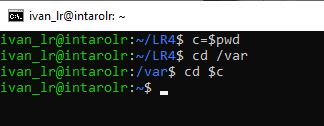 ivan_lr@intarolr: ~
ivan_lr@intarolr:~/LR4$ c=$pwd
ivan_lr@intarolr:~/LR4$ cd /var
ivan_lr@intarolr:/var$ cd $c
ivan_lr@intarolr:~$